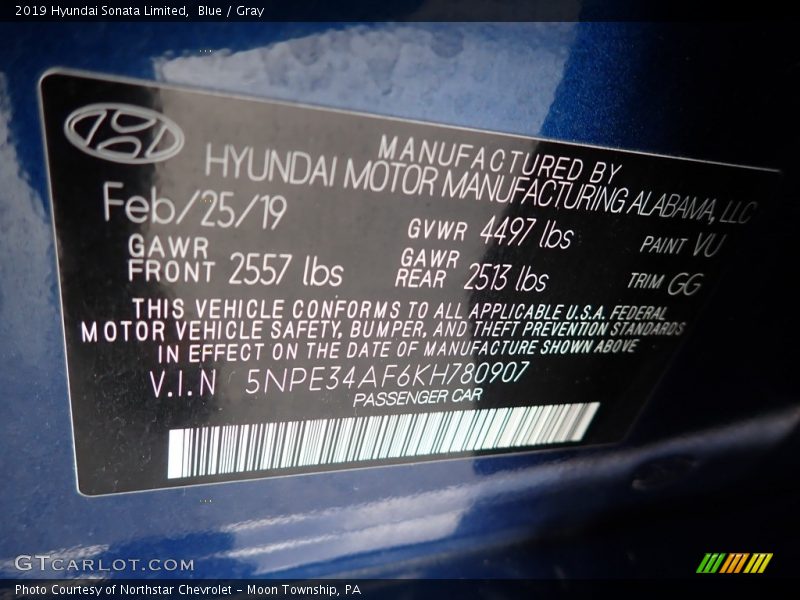 2019 Hyundai Sonata Limited, Blue / Gray
MANUFACTURED BY
HYUNDAI MOTOR MANUFACTURING ALABAMA, LLC
Feb/25/19
GVWR 4497 lbs
PAINT VU
GAWR FRONT 2557 lbs
GAWR REAR 2513 lbs
TRIM GG
THIS VEHICLE CONFORMS TO ALL APPLICABLE U.S.A. FEDERAL
MOTOR VEHICLE SAFETY, BUMPER, AND THEFT PREVENTION STANDARDS
IN EFFECT ON THE DATE OF MANUFACTURE SHOWN ABOVE
V.I.N 5NPE34AF6KH780907
PASSENGER CAR
GTCARLOT.COM
Photo Courtesy of Northstar Chevrolet - Moon Township, PA